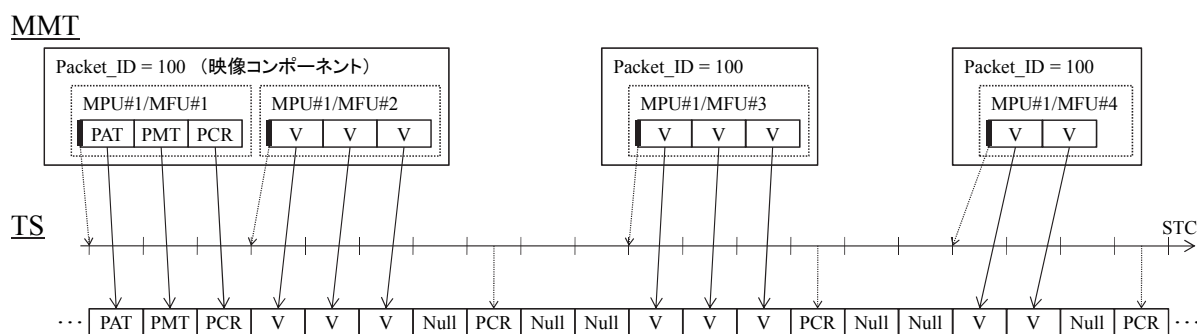 MMT
Packet_ID = 100 （映像コンポーネント）
MPU#1/MFU#1
PAT PMT PCR
MPU#1/MFU#2
V V V
Packet_ID = 100
MPU#1/MFU#3
V V V
Packet_ID = 100
MPU#1/MFU#4
V V
TS
STC
··· PAT PMT PCR V V V Null PCR Null Null V V V PCR Null Null V V Null PCR ···